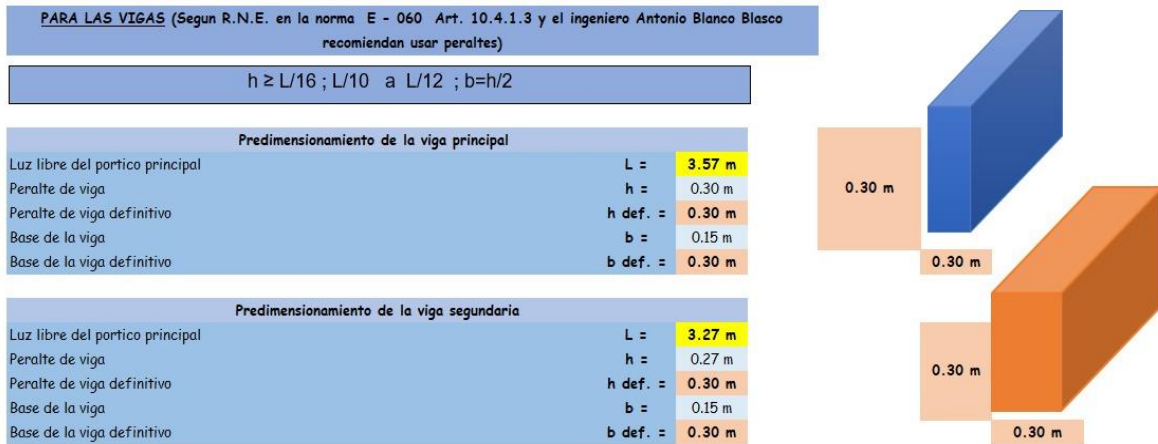 PARA LAS VIGAS (Segun R.N.E. en la norma E - 060 Art. 10.4.1.3 y el ingeniero Antonio Blanco Blasco
recomiendan usar peraltes)
h ≥ L/16 ; L/10 a L/12 ; b=h/2
Predimensionamiento de la viga principal
Luz libre del portico principal L = 3.57 m
Peralte de viga h = 0.30 m
Peralte de viga definitivo h def. = 0.30 m
Base de la viga b = 0.15 m
Base de la viga definitivo b def. = 0.30 m
0.30 m
0.30 m
Predimensionamiento de la viga segundaria
Luz libre del portico principal L = 3.27 m
Peralte de viga h = 0.27 m
Peralte de viga definitivo h def. = 0.30 m
Base de la viga b = 0.15 m
Base de la viga definitivo b def. = 0.30 m
0.30 m
0.30 m